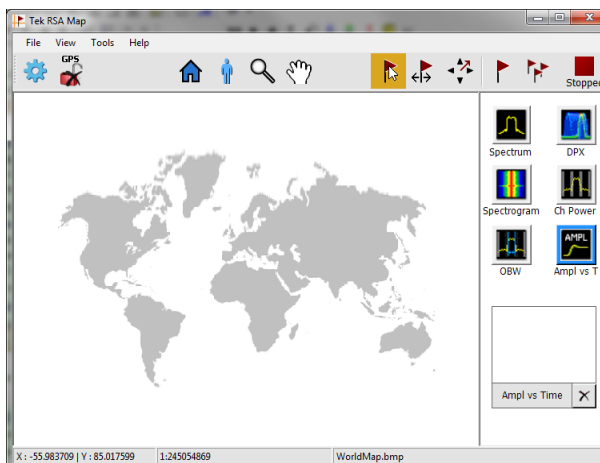 Tek RSA Map
File View Tools Help
GPS
Stopped
Spectrum DPX
Spectrogram Ch Power
AMPL
OBW Ampl vs T
Ampl vs Time
X : -55.983709 | Y : 85.017599 1:245054869 WorldMap.bmp